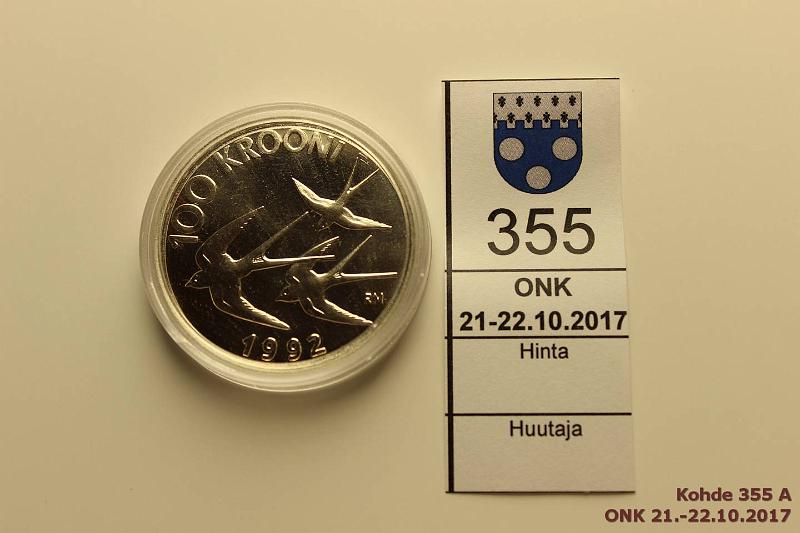 100 KROONI
RM
1992
355
ONK
21-22.10.2017
Hinta
Huutaja
Kohde 355 A
ONK 21.-22.10.2017